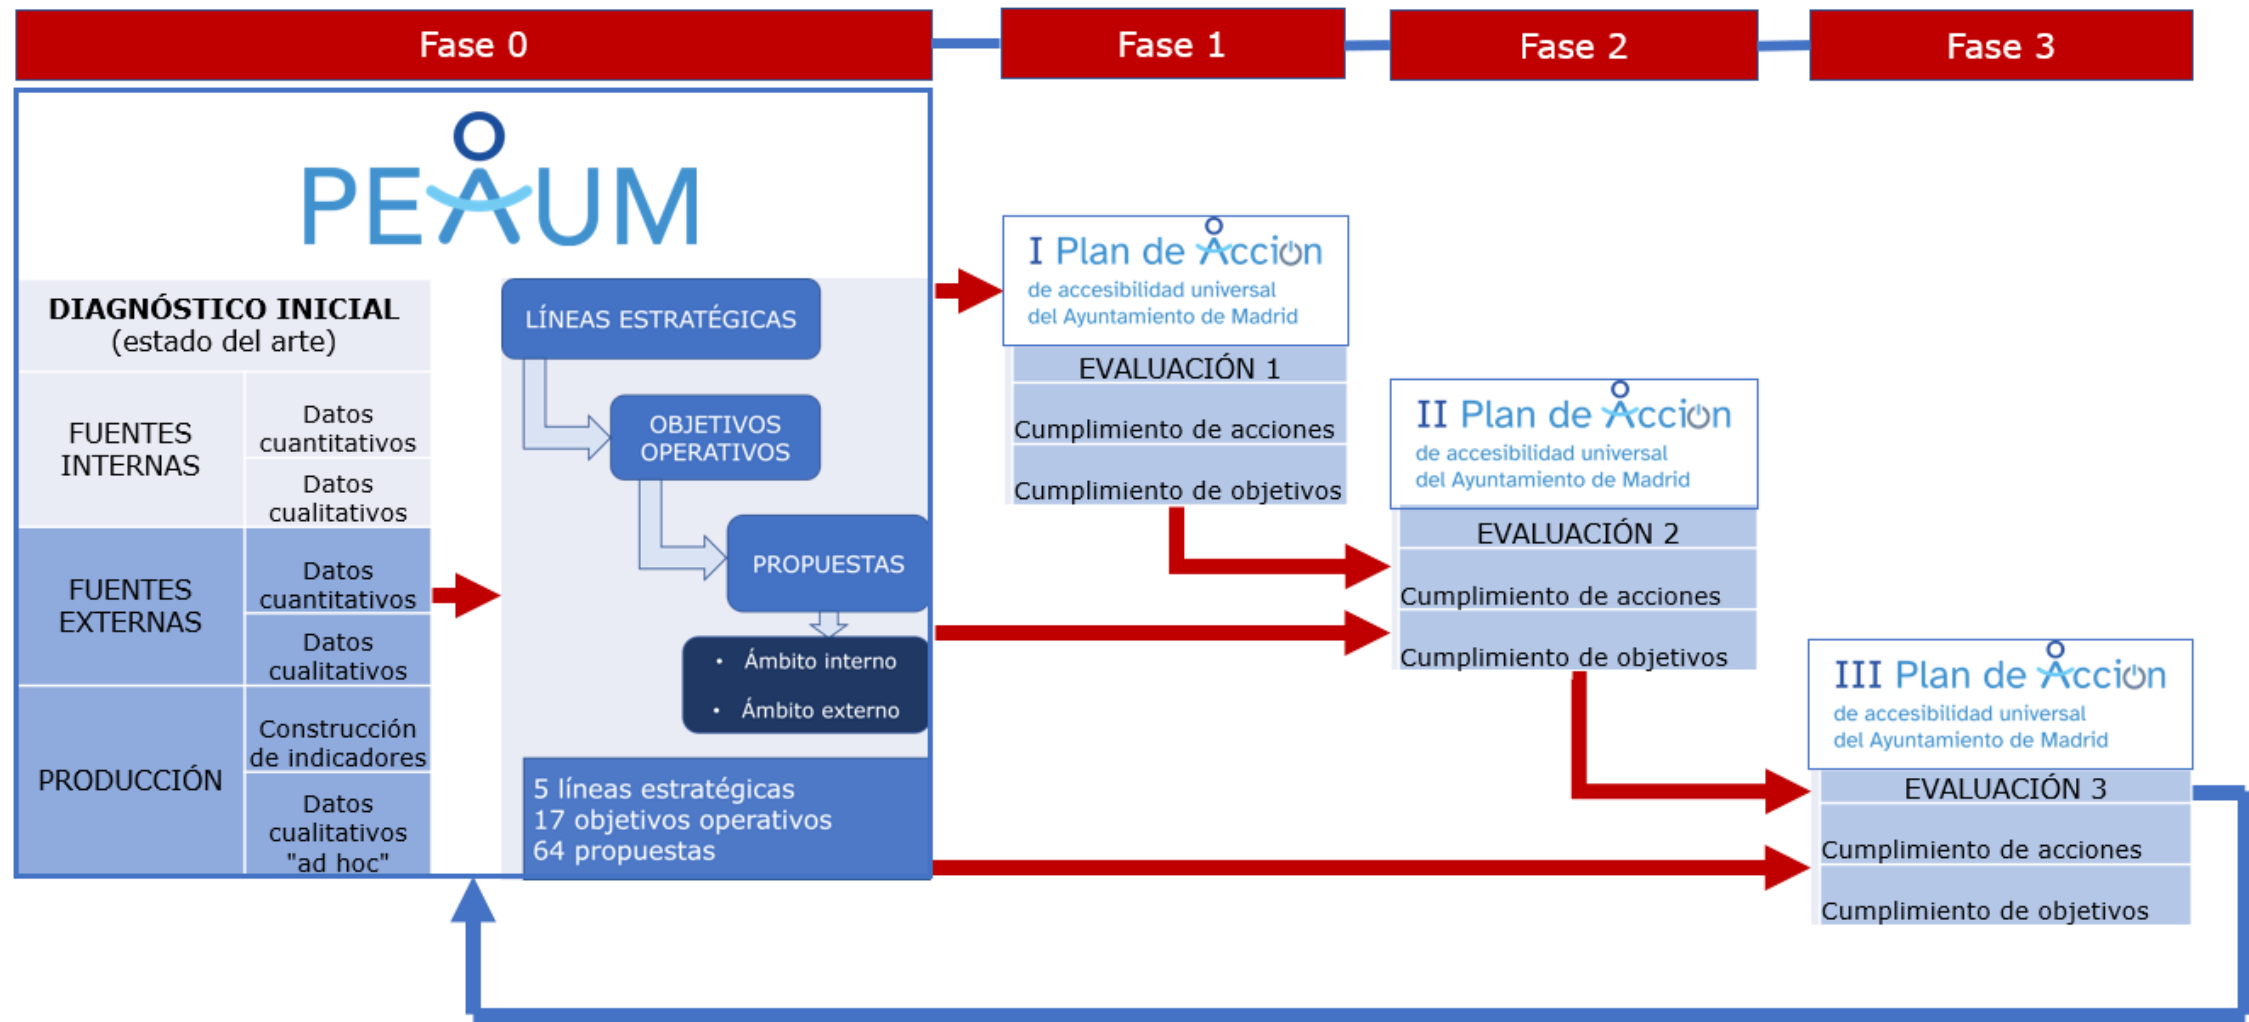 Fase 0
Fase 1
Fase 2
Fase 3
PEAUM
DIAGNÓSTICO INICIAL
(estado del arte)
FUENTES
INTERNAS
Datos
cuantitativos
Datos
cualitativos
FUENTES
EXTERNAS
Datos
cuantitativos
Datos
cualitativos
PRODUCCIÓN
Construcción
de indicadores
Datos
cualitativos
"ad hoc"
LÍNEAS ESTRATÉGICAS
OBJETIVOS
OPERATIVOS
PROPUESTAS
• Ámbito interno
• Ámbito externo
5 líneas estratégicas
17 objetivos operativos
64 propuestas
I Plan de Acción
de accesibilidad universal
del Ayuntamiento de Madrid
EVALUACIÓN 1
Cumplimiento de acciones
Cumplimiento de objetivos
II Plan de Acción
de accesibilidad universal
del Ayuntamiento de Madrid
EVALUACIÓN 2
Cumplimiento de acciones
Cumplimiento de objetivos
III Plan de Acción
de accesibilidad universal
del Ayuntamiento de Madrid
EVALUACIÓN 3
Cumplimiento de acciones
Cumplimiento de objetivos